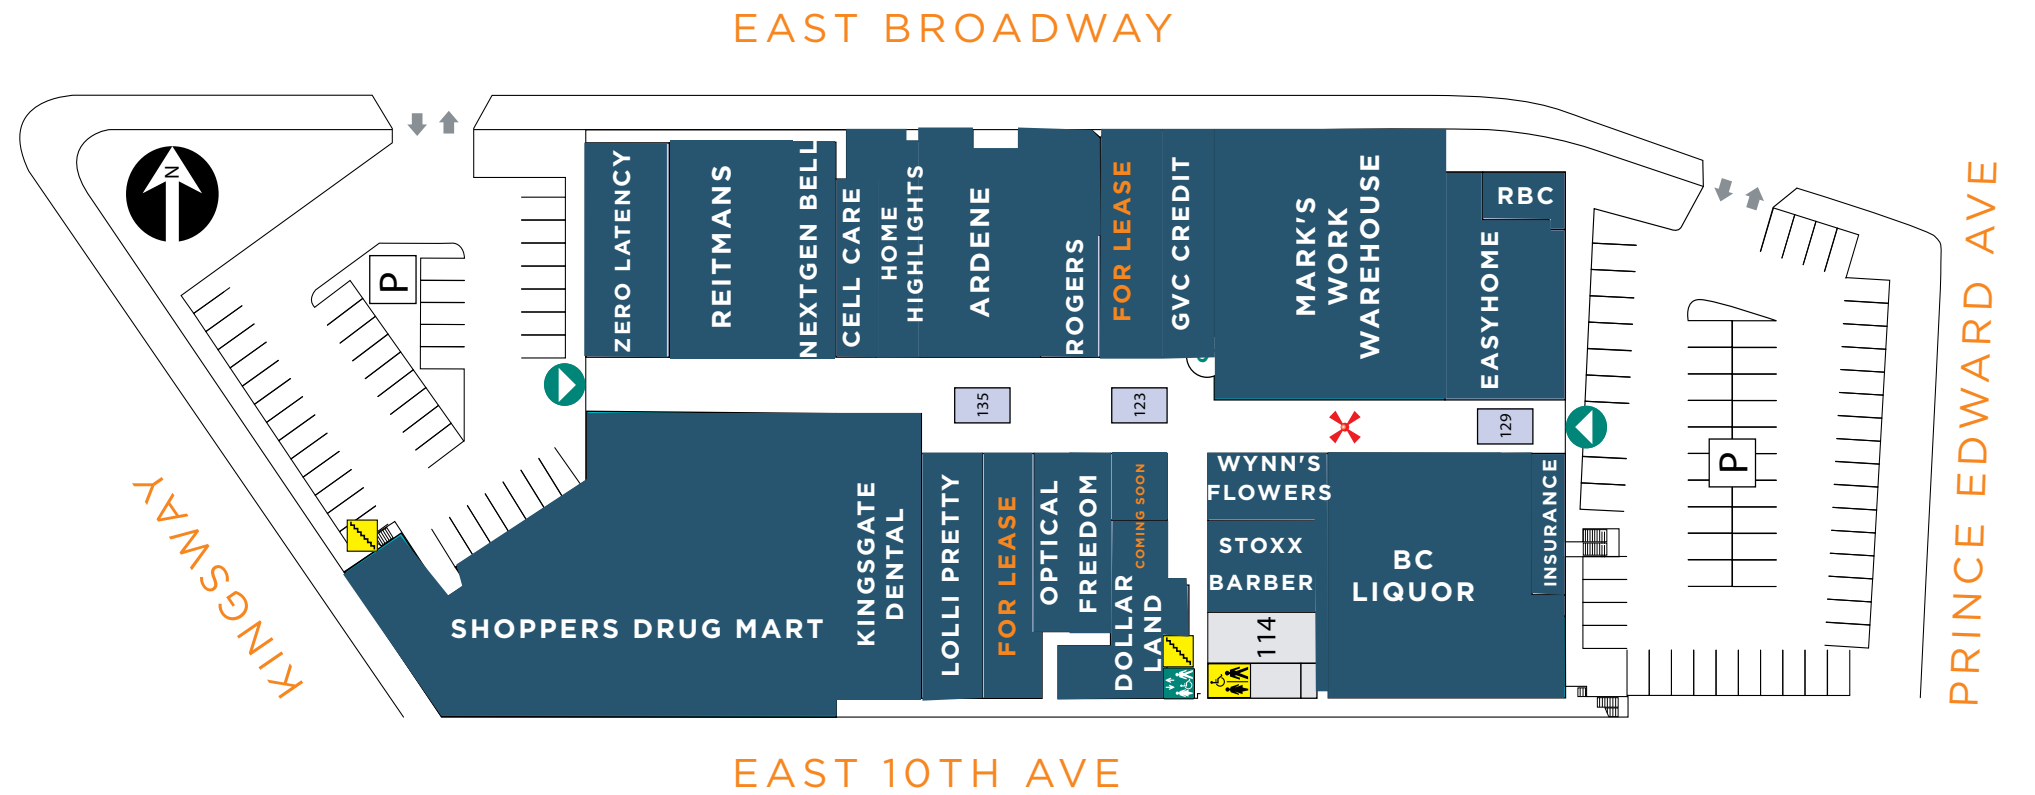 EAST BROADWAY
N
P
ZERO LATENCY
REITMANS
NEXTGEN BELL
CELL CARE
HOME
HIGHLIGHTS
ARDENE
ROGERS
FOR LEASE
GVC CREDIT
MARK'S
WORK
WAREHOUSE
RBC
EASYHOME
135
123
129
KINGSWAY
SHOPPERS DRUG MART
KINGSGATE
DENTAL
LOLLI PRETTY
FOR LEASE
OPTICAL
FREEDOM
COMING SOON
DOLLAR
LAND
WYNN'S
FLOWERS
STOXX
BARBER
114
BC
LIQUOR
INSURANCE
P
PRINCE EDWARD AVE
EAST 10TH AVE